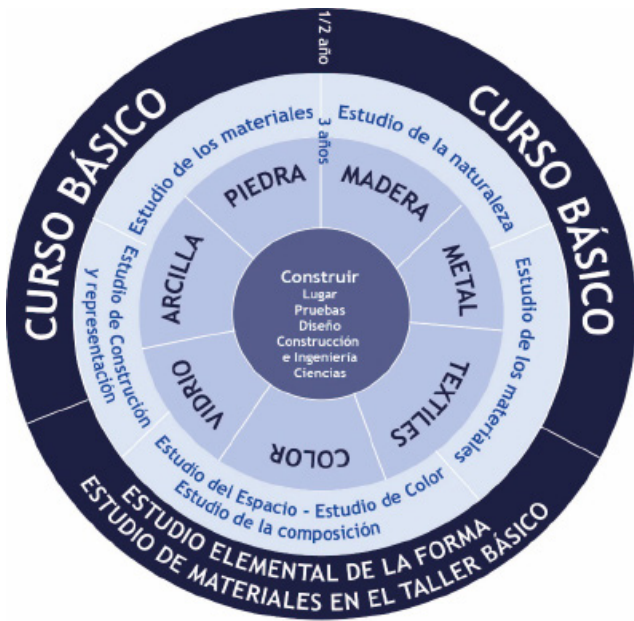 CURSO BÁSICO
1/2 año
CURSO BÁSICO
ESTUDIO ELEMENTAL DE LA FORMA
ESTUDIO DE MATERIALES EN EL TALLER BÁSICO
Estudio de los materiales
3 años
Estudio de la naturaleza
Estudio de los materiales
Estudio del Espacio - Estudio de Color
Estudio de la composición
Estudio de Construción
y representación
PIEDRA
MADERA
METAL
TEXTILES
COLOR
VIDRIO
ARCILLA
Construir
Lugar
Pruebas
Diseño
Construcción
e Ingeniería
Ciencias